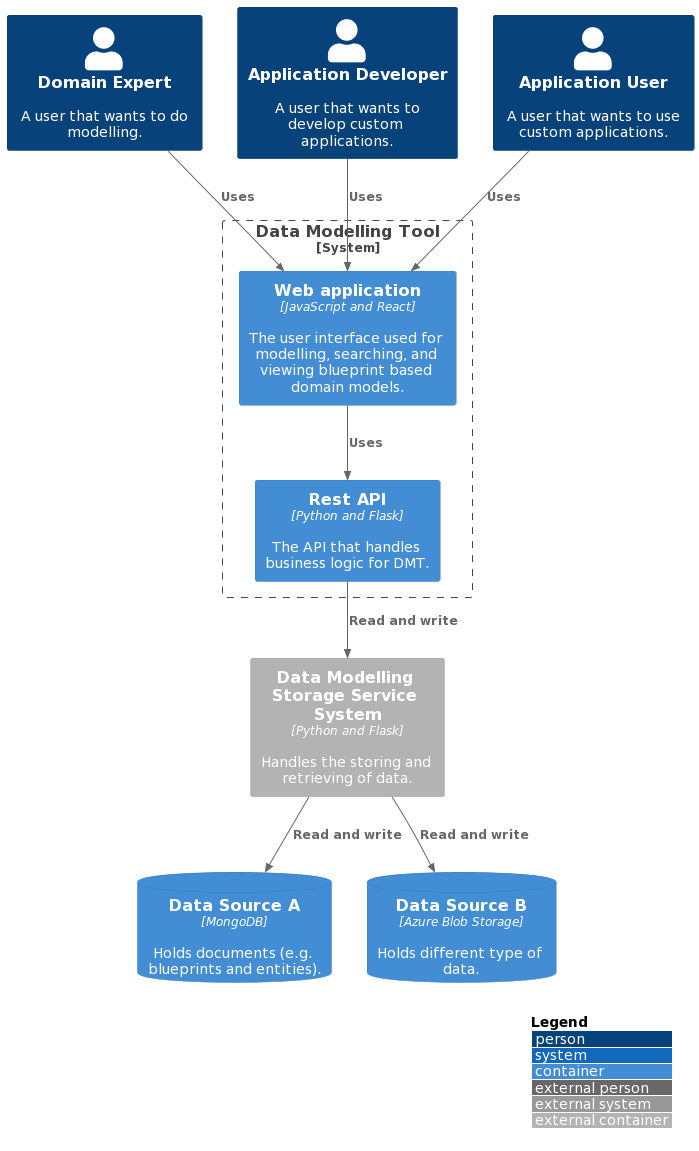 Domain Expert
A user that wants to do
modelling.
Application Developer
A user that wants to
develop custom
applications.
Application User
A user that wants to use
custom applications.
Uses
Uses
Uses
Data Modelling Tool
[System]
Web application
[JavaScript and React]
The user interface used for
modelling, searching, and
viewing blueprint based
domain models.
Uses
Rest API
[Python and Flask]
The API that handles
business logic for DMT.
Read and write
Data Modelling
Storage Service
System
[Python and Flask]
Handles the storing and
retrieving of data.
Read and write
Read and write
Data Source A
[MongoDB]
Holds documents (e.g.
blueprints and entities).
Data Source B
[Azure Blob Storage]
Holds different type of
data.
Legend
person
system
container
external person
external system
external container